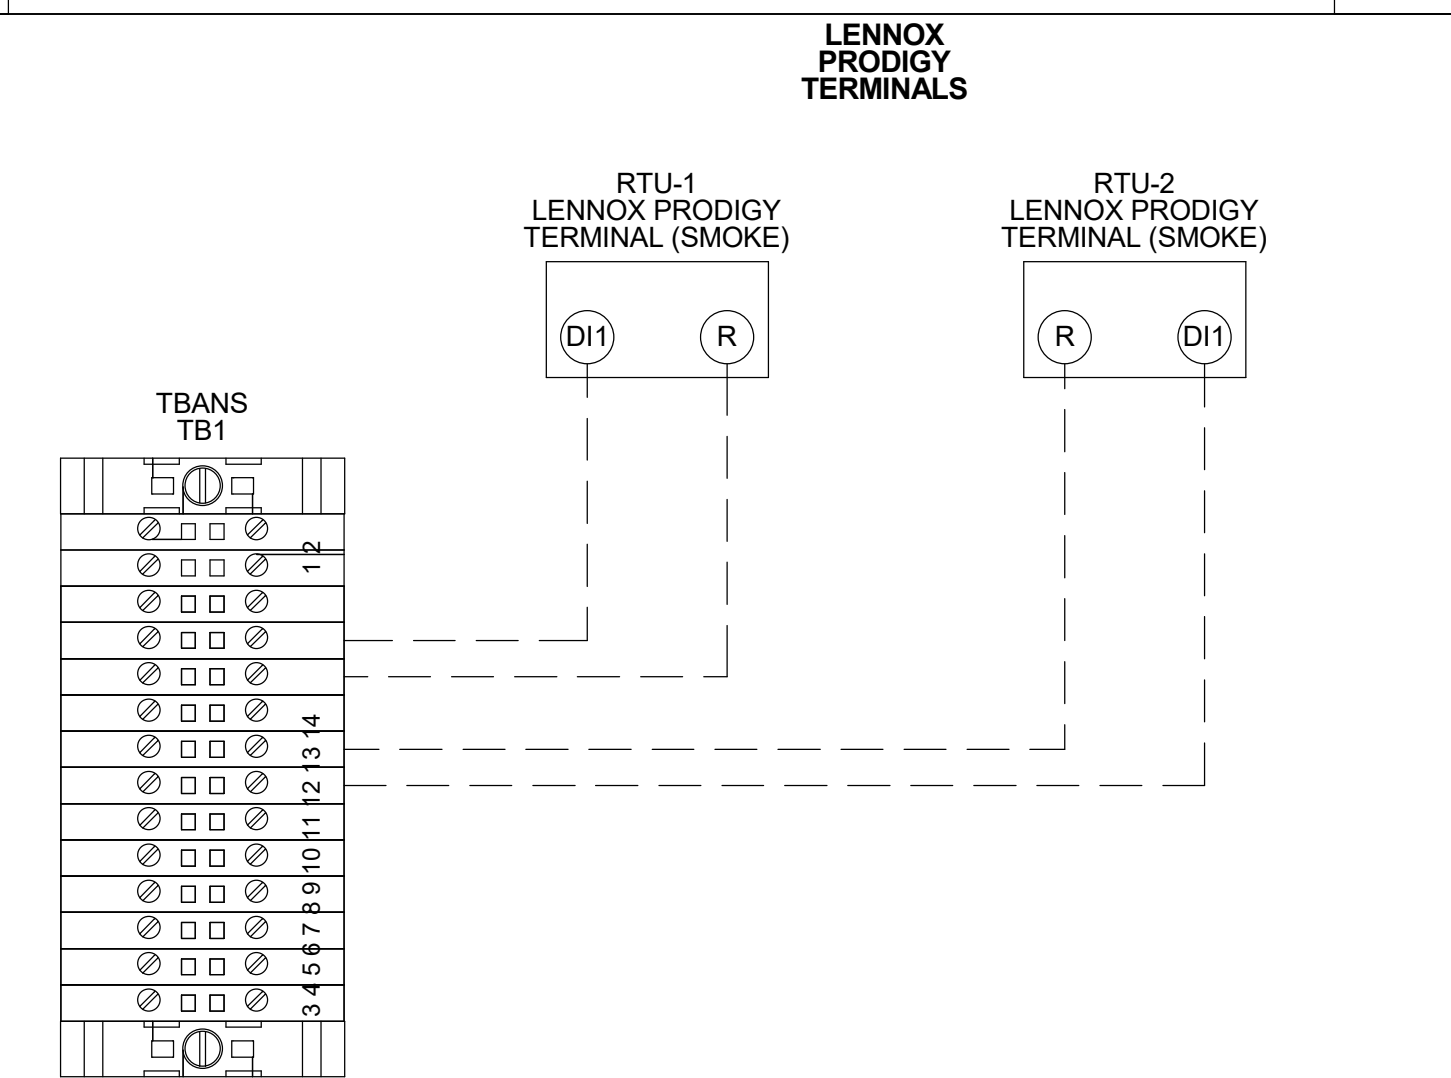 LENNOX
PRODIGY
TERMINALS
RTU-1
LENNOX PRODIGY
TERMINAL (SMOKE)
RTU-2
LENNOX PRODIGY
TERMINAL (SMOKE)
DI1
R
R
DI1
TBANS
TB1
1 2
3 4 5 6 7 8 9 10 11 12 13 14